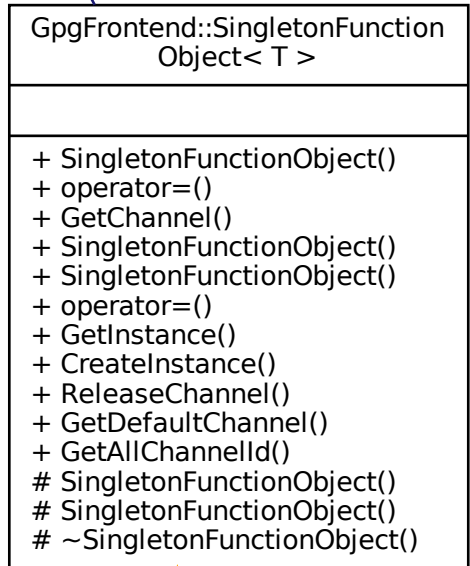 GpgFrontend::SingletonFunction
Object< T >
+ SingletonFunctionObject()
+ operator=()
+ GetChannel()
+ SingletonFunctionObject()
+ SingletonFunctionObject()
+ operator=()
+ GetInstance()
+ CreateInstance()
+ ReleaseChannel()
+ GetDefaultChannel()
+ GetAllChannelId()
# SingletonFunctionObject()
# SingletonFunctionObject()
# ~SingletonFunctionObject()